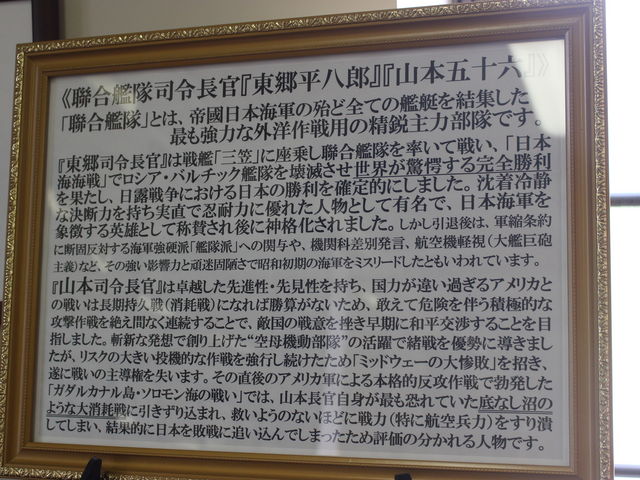 《聯合艦隊司令長官『東郷平八郎』『山本五十六』》
「聯合艦隊」とは、帝國日本海軍の殆ど全ての艦艇を結集した
最も強力な外洋作戦用の精鋭主力部隊です。
『東郷司令長官』は戦艦「三笠」に座乗し聯合艦隊を率いて戦い、「日本
海海戦」でロシア・バルチック艦隊を壊滅させ世界が驚愕する完全勝利
を果たし、日露戦争における日本の勝利を確定的にしました。沈着冷静
な決断力を持ち実直で忍耐力に優れた人物として有名で、日本海軍を
象徴する英雄として称賛され後に神格化されました。しかし引退後は、軍縮条約
に断固反対する海軍強硬派「艦隊派」への関与や、機関科差別発言、航空機軽視(大艦巨砲
主義)など、その強い影響力と頑迷固陋さで昭和初期の海軍をミスリードしたともいわれています。
『山本司令長官』は卓越した先進性・先見性を持ち、国力が違い過ぎるアメリカと
の戦いは長期持久戦(消耗戦)になれば勝算がないため、敢えて危険を伴う積極的な
攻撃作戦を絶え間なく連続することで、敵国の戦意を挫き早期に和平交渉することを目
指しました。斬新な発想で創り上げた“空母機動部隊”の活躍で緒戦を優勢に導きまし
たが、リスクの大きい投機的な作戦を強行し続けたため「ミッドウェーの大惨敗」を招き、
遂に戦いの主導権を失います。その直後のアメリカ軍による本格的反攻作戦で勃発した
「ガダルカナル島・ソロモン海の戦い」では、山本長官自身が最も恐れていた底なし沼の
ような大消耗戦に引きずり込まれ、救いようのないほどに戦力(特に航空兵力)をすり潰
してしまい、結果的に日本を敗戦に追い込んでしまったため評価の分かれる人物です。